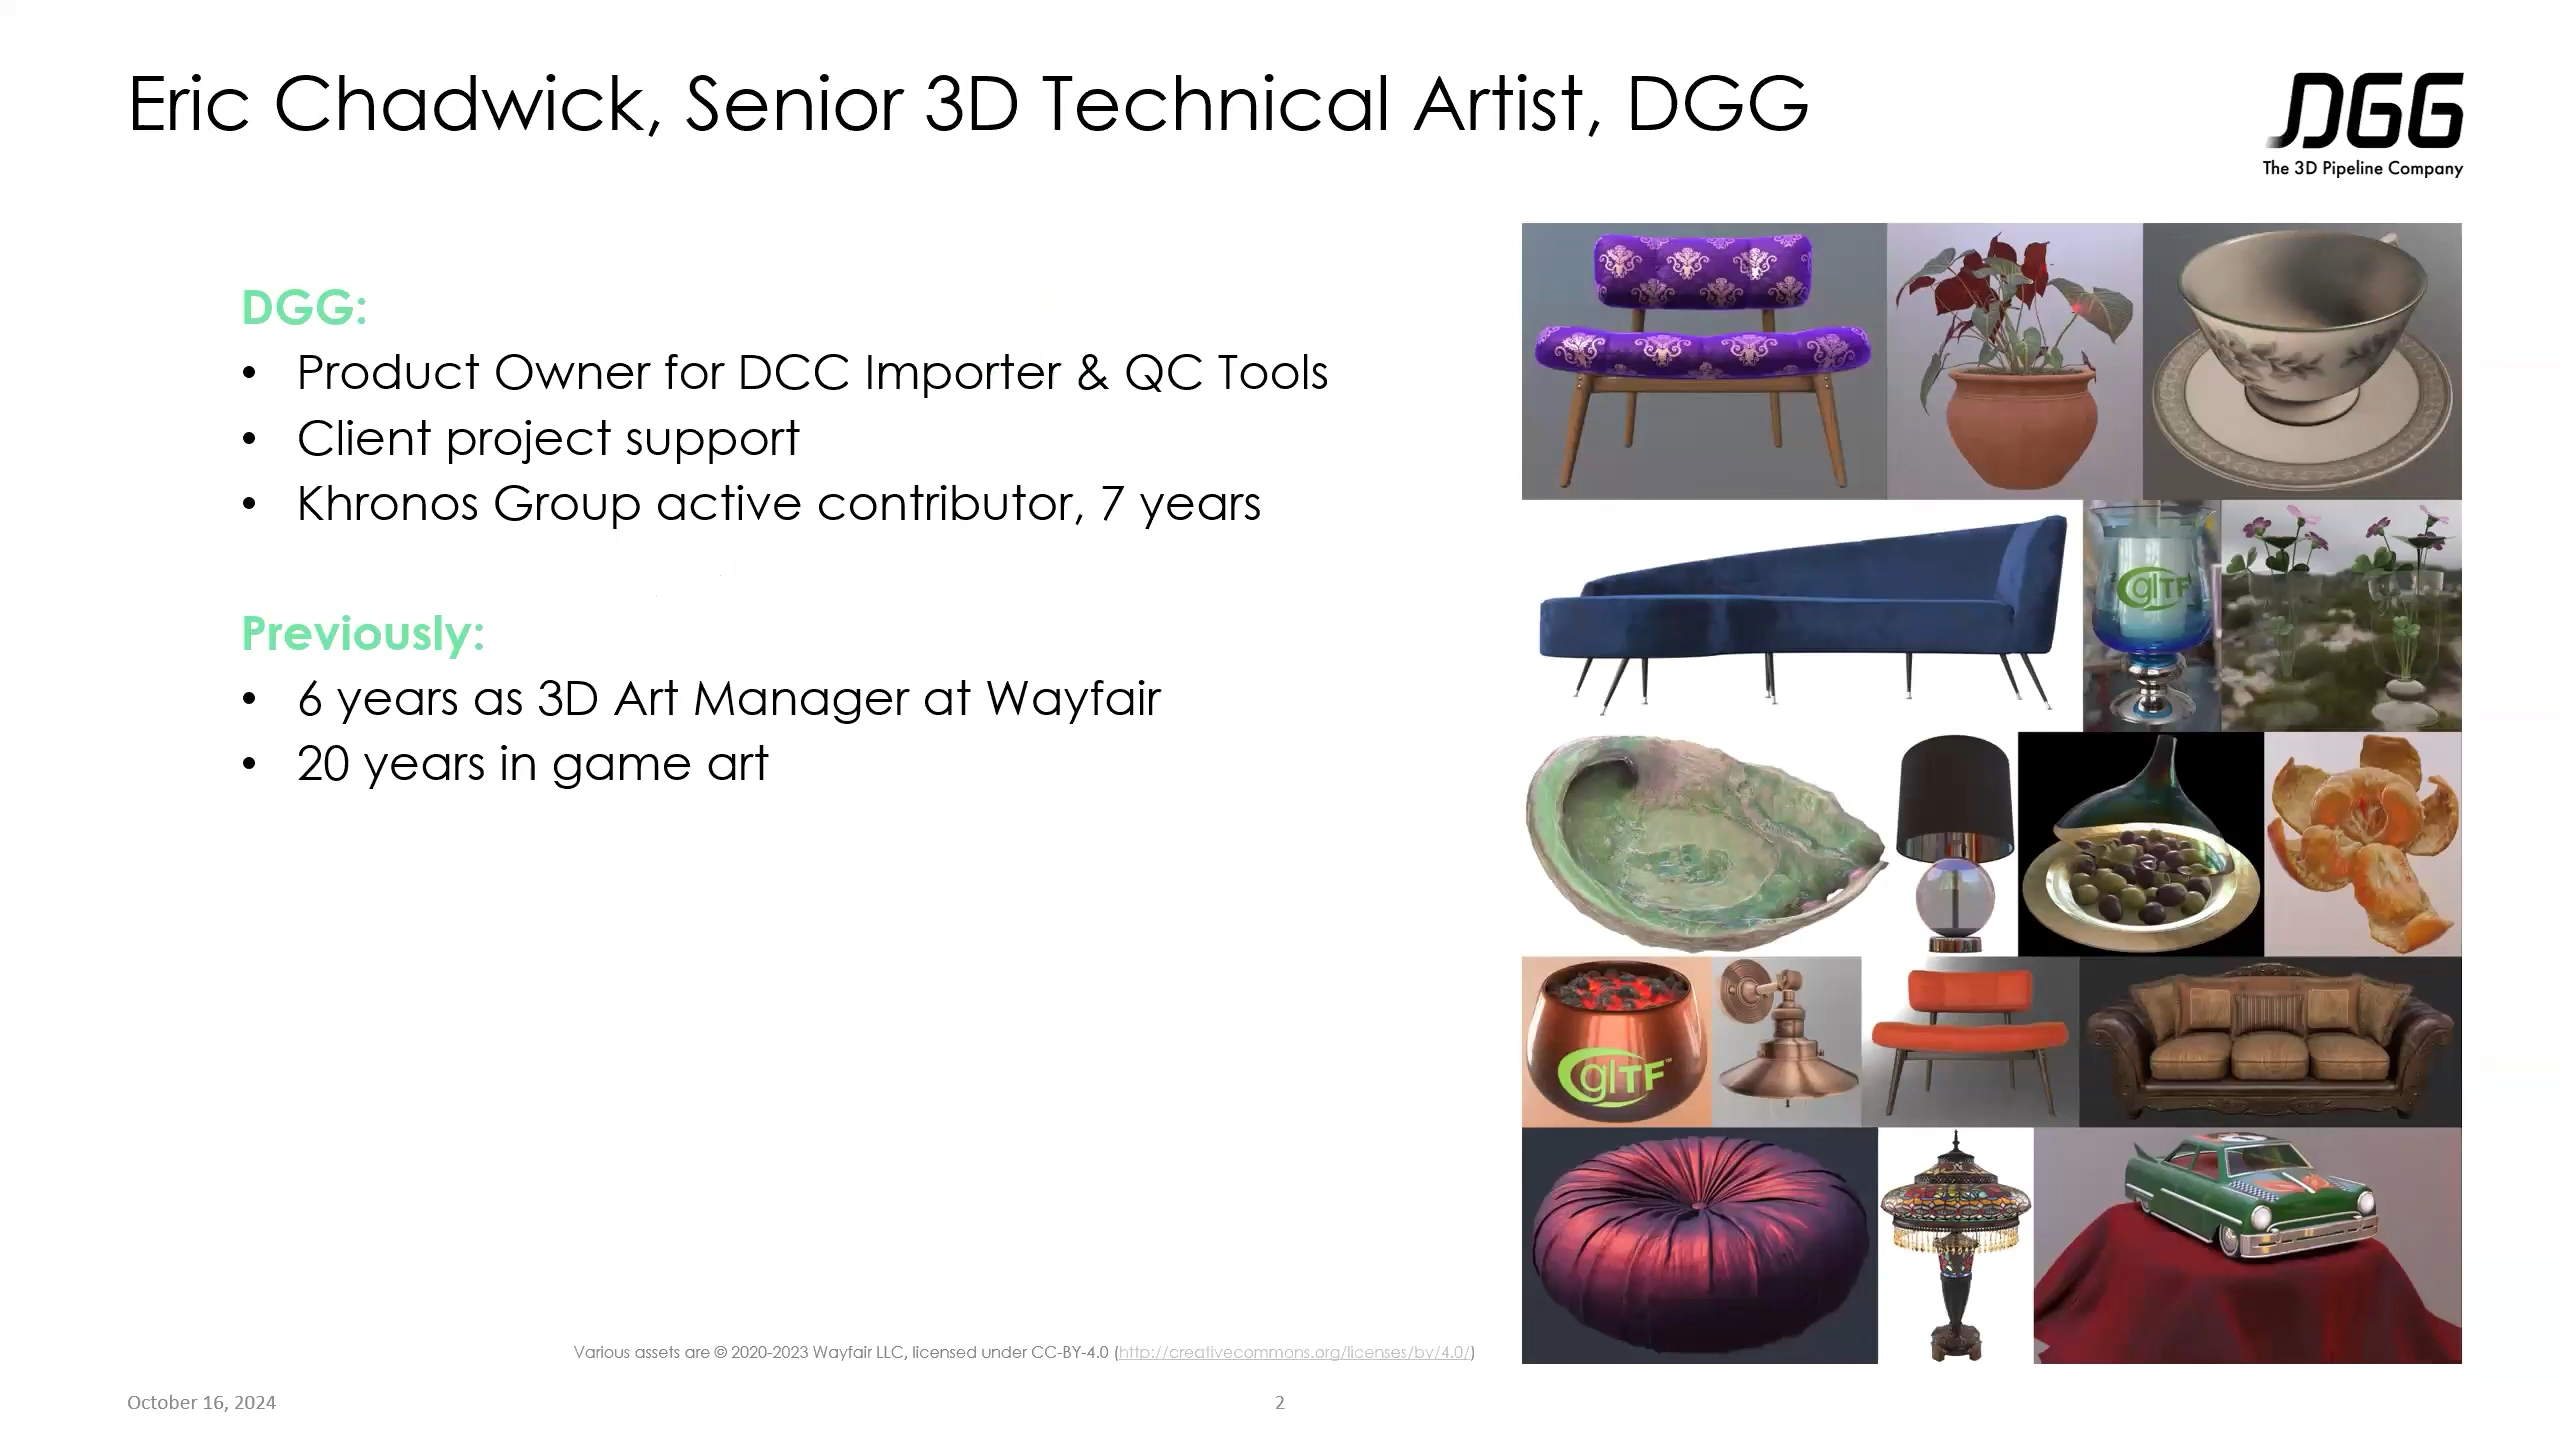 Eric Chadwick, Senior 3D Technical Artist, DGG
DGG
The 3D Pipeline Company
DGG:
• Product Owner for DCC Importer & QC Tools
• Client project support
• Khronos Group active contributor, 7 years
Previously:
• 6 years as 3D Art Manager at Wayfair
• 20 years in game art
glTF
glTF™
Various assets are © 2020-2023 Wayfair LLC, licensed under CC-BY-4.0 (http://creativecommons.org/licenses/by/4.0/)
October 16, 2024
2